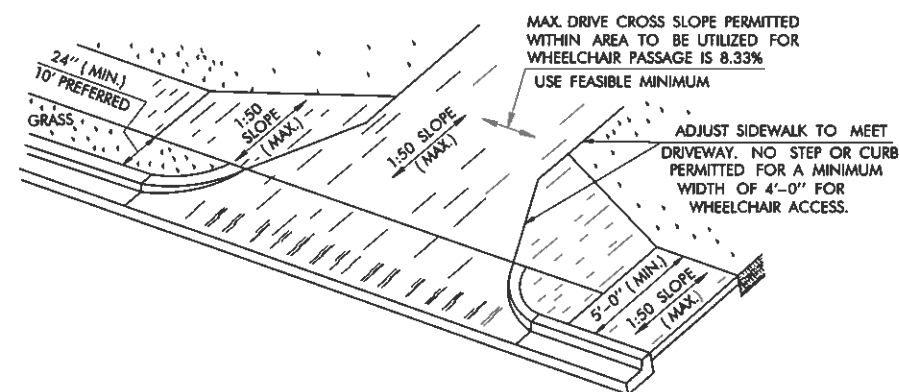 MAX. DRIVE CROSS SLOPE PERMITTED
WITHIN AREA TO BE UTILIZED FOR
WHEELCHAIR PASSAGE IS 8.33%
USE FEASIBLE MINIMUM
24" (MIN.)
10' PREFERRED
GRASS
1:50
SLOPE
(MAX.)
1:50 SLOPE
(MAX.)
ADJUST SIDEWALK TO MEET
DRIVEWAY. NO STEP OR CURB
PERMITTED FOR A MINIMUM
WIDTH OF 4'-0" FOR
WHEELCHAIR ACCESS.
5'-0" (MIN.)
1:50 SLOPE
(MAX.)